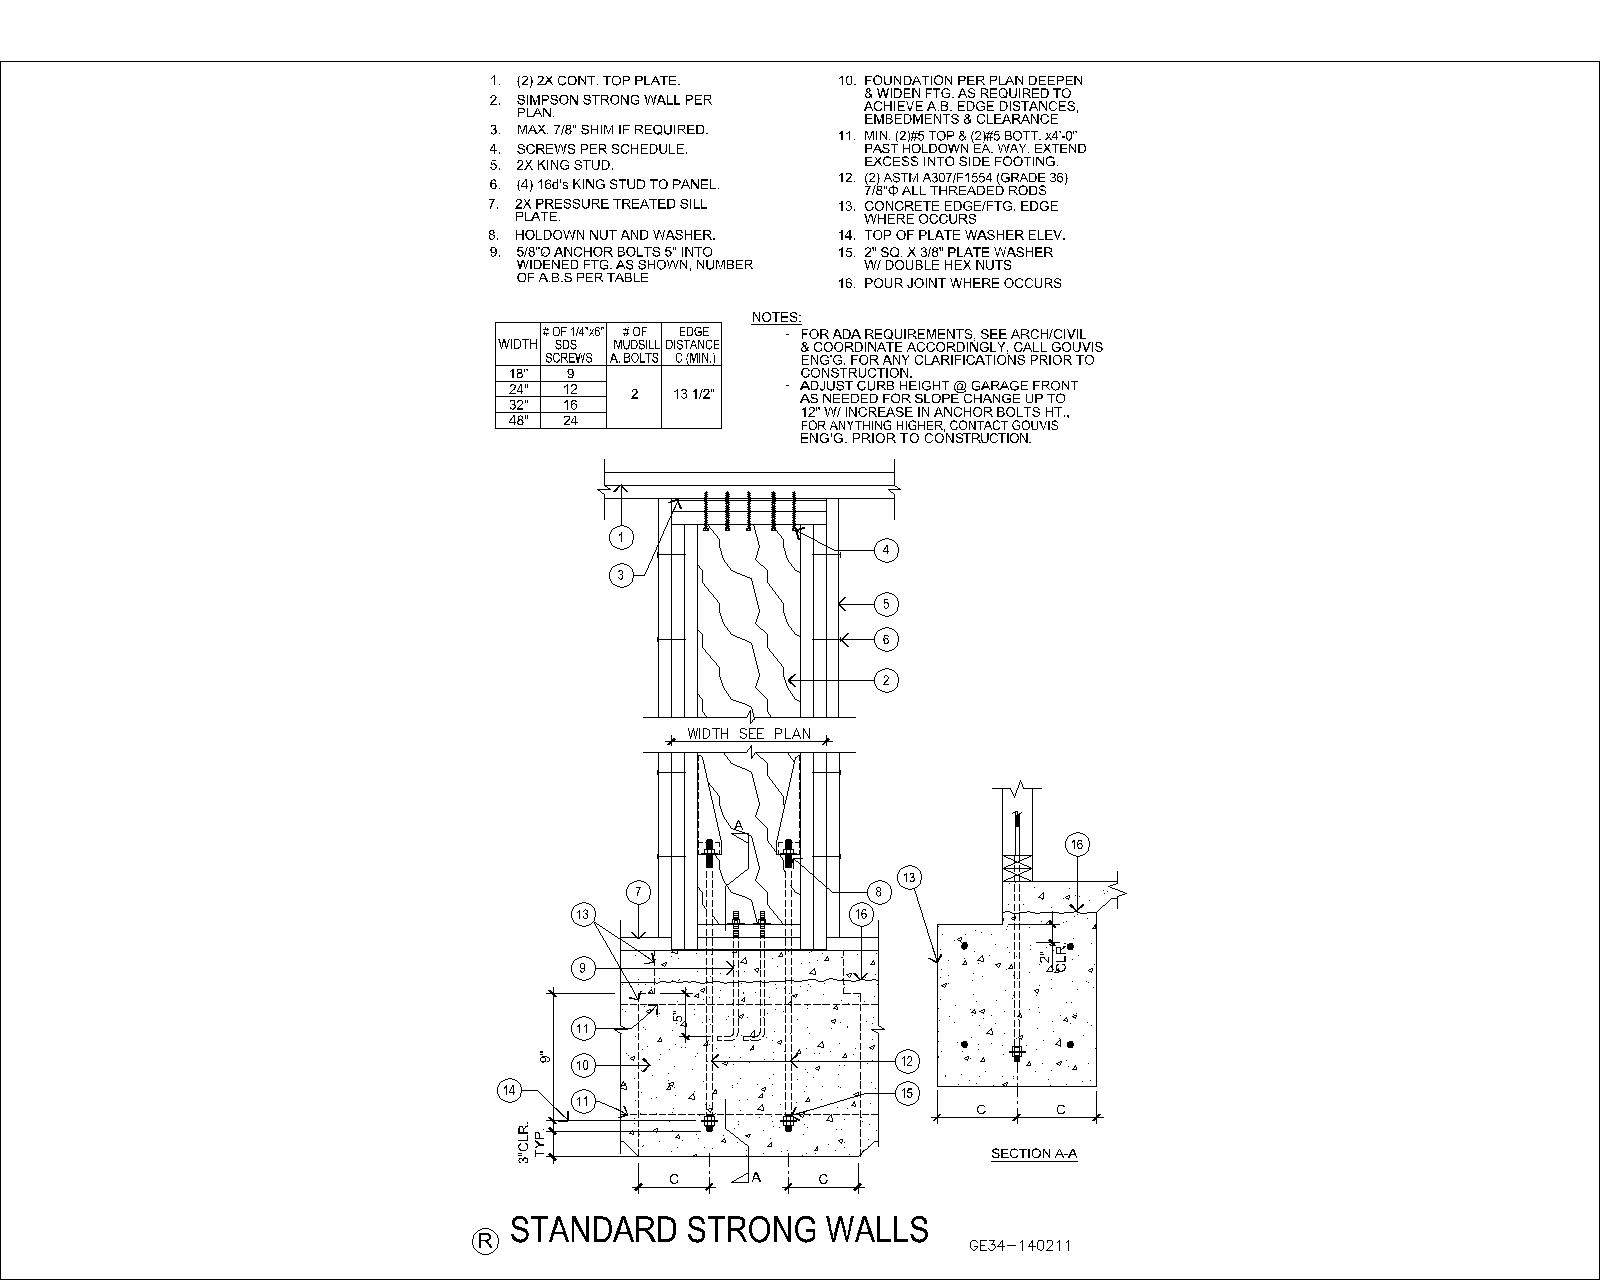 1. (2) 2X CONT. TOP PLATE.
2. SIMPSON STRONG WALL PER
PLAN.
3. MAX. 7/8" SHIM IF REQUIRED.
4. SCREWS PER SCHEDULE.
5. 2X KING STUD.
6. (4) 16d's KING STUD TO PANEL.
7. 2X PRESSURE TREATED SILL
PLATE.
8. HOLDOWN NUT AND WASHER.
9. 5/8"Ø ANCHOR BOLTS 5" INTO
WIDENED FTG. AS SHOWN, NUMBER
OF A.B.S PER TABLE
10. FOUNDATION PER PLAN DEEPEN
& WIDEN FTG. AS REQUIRED TO
ACHIEVE A.B. EDGE DISTANCES,
EMBEDMENTS & CLEARANCE
11. MIN. (2)#5 TOP & (2)#5 BOTT. x4'-0"
PAST HOLDOWN EA. WAY. EXTEND
EXCESS INTO SIDE FOOTING.
12. (2) ASTM A307/F1554 (GRADE 36)
7/8"Φ ALL THREADED RODS
13. CONCRETE EDGE/FTG. EDGE
WHERE OCCURS
14. TOP OF PLATE WASHER ELEV.
15. 2" SQ. X 3/8" PLATE WASHER
W/ DOUBLE HEX NUTS
16. POUR JOINT WHERE OCCURS
WIDTH
# OF 1/4"x6"
SDS
SCREWS
# OF
MUDSILL
A. BOLTS
EDGE
DISTANCE
C (MIN.)
18" 9
24" 12
32" 16
48" 24
2
13 1/2"
NOTES:
- FOR ADA REQUIREMENTS, SEE ARCH/CIVIL
& COORDINATE ACCORDINGLY, CALL GOUVIS
ENG'G. FOR ANY CLARIFICATIONS PRIOR TO
CONSTRUCTION.
- ADJUST CURB HEIGHT @ GARAGE FRONT
AS NEEDED FOR SLOPE CHANGE UP TO
12" W/ INCREASE IN ANCHOR BOLTS HT.,
FOR ANYTHING HIGHER, CONTACT GOUVIS
ENG'G. PRIOR TO CONSTRUCTION.
1
4
3
5
6
2
WIDTH SEE PLAN
A
7
8
13
16
9
5"
11
9"
10
12
14
11
15
3"CLR.
TYP.
C
A
C
16
13
2"
CLR.
C
C
SECTION A-A
R STANDARD STRONG WALLS
GE34-140211